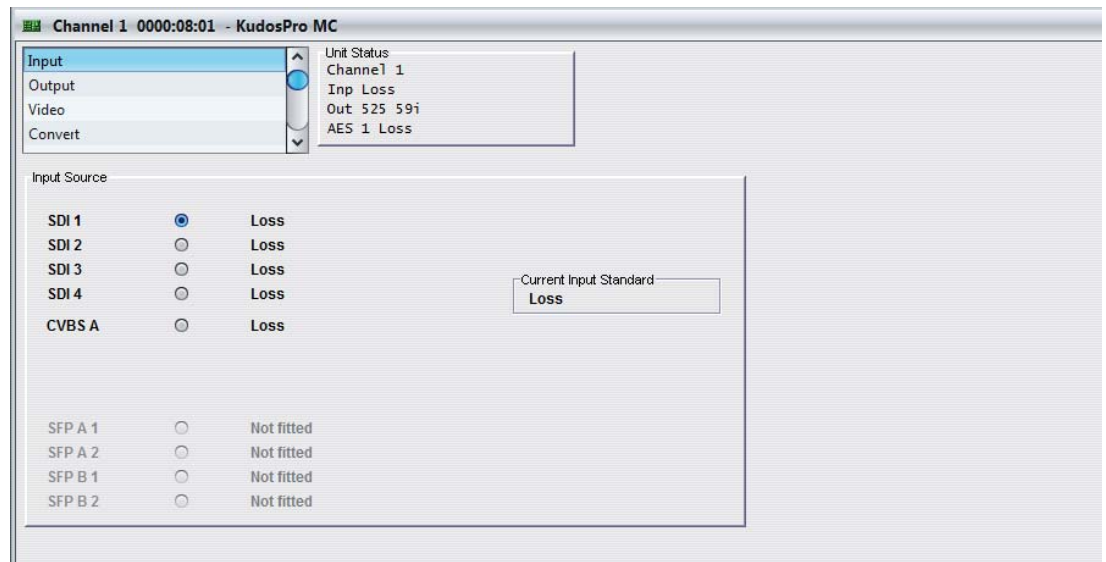 Channel 1 0000:08:01 - KudosPro MC
Input
Output
Video
Convert
Unit Status
Channel 1
Inp Loss
Out 525 59i
AES 1 Loss
Input Source
SDI 1 Loss
SDI 2 Loss
SDI 3 Loss
SDI 4 Loss
CVBS A Loss
Current Input Standard
Loss
SFP A 1 Not fitted
SFP A 2 Not fitted
SFP B 1 Not fitted
SFP B 2 Not fitted